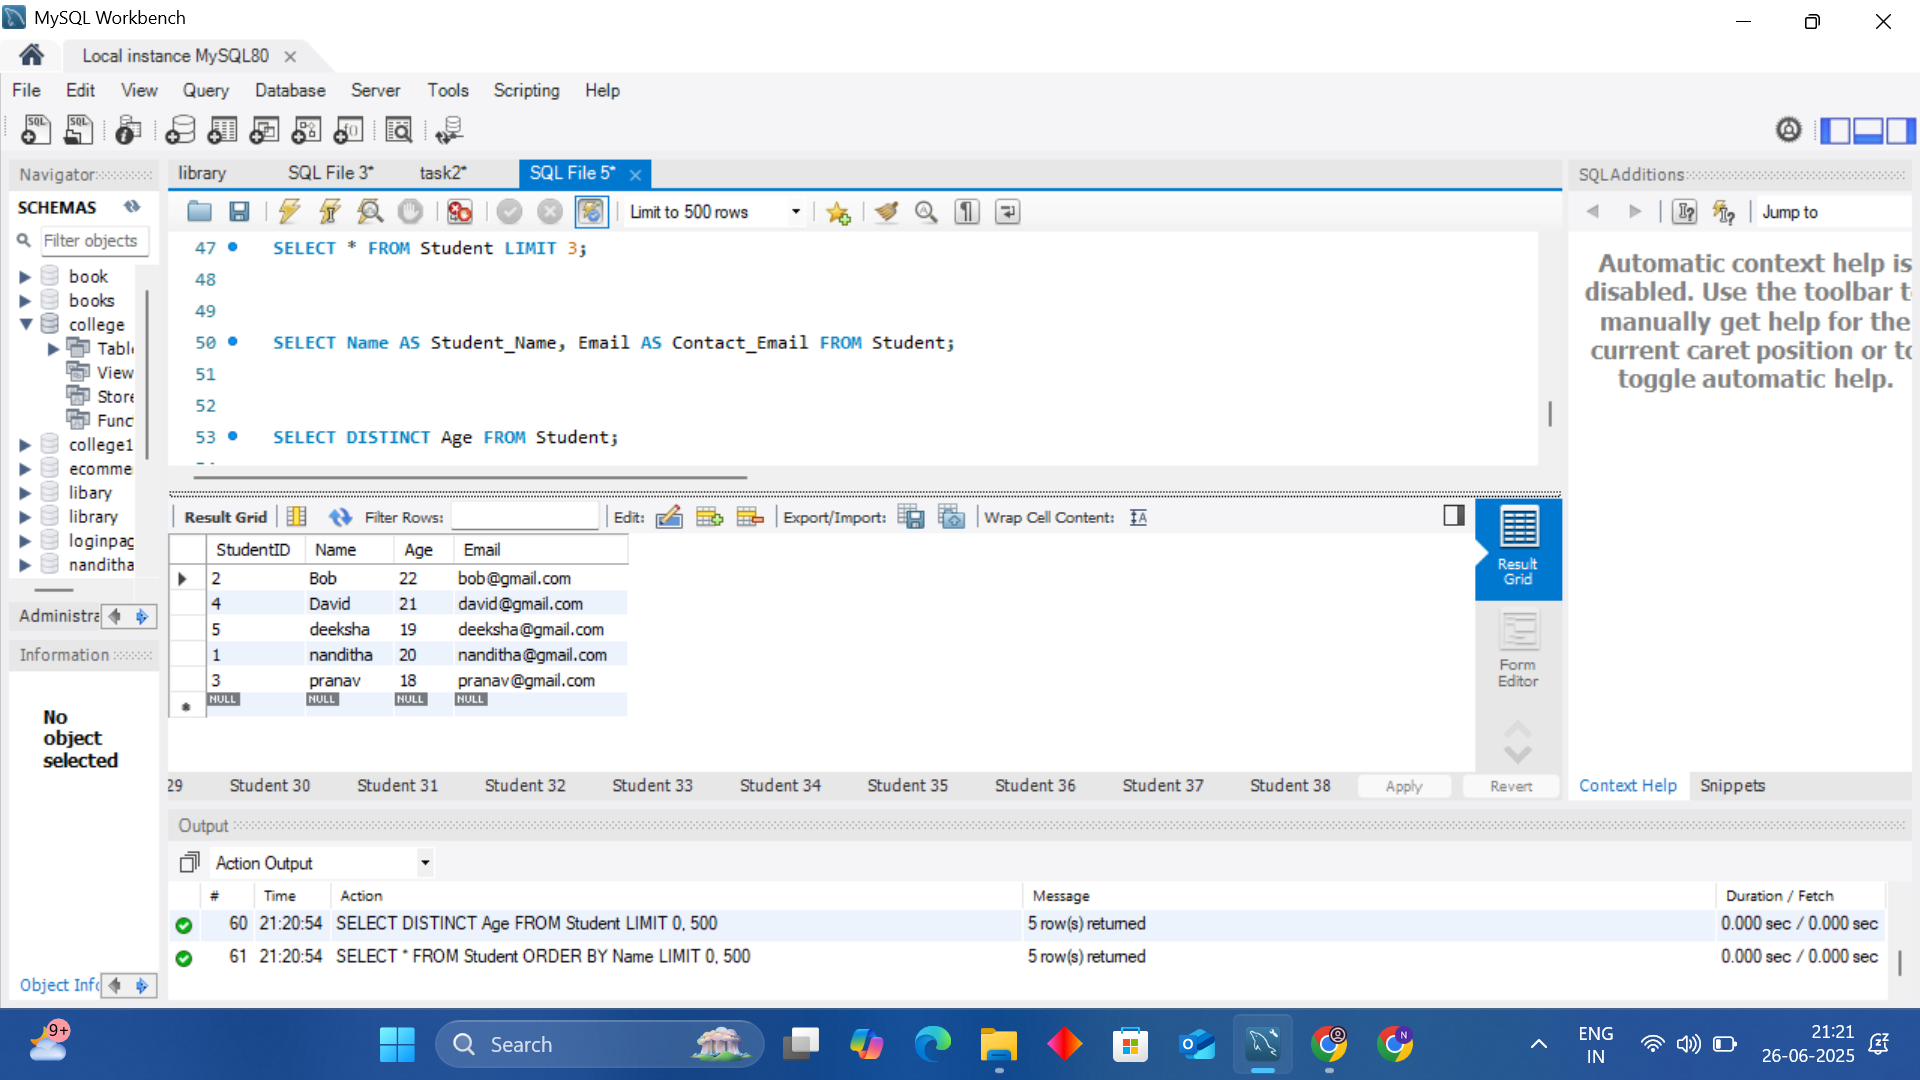 MySQL Workbench
Local instance MySQL80
File Edit View Query Database Server Tools Scripting Help
Navigator
library SQL File 3* task2* SQL File 5*
SQLAdditions
SCHEMAS
Limit to 500 rows
Jump to
Filter objects
book
books
college
Table
View
Store
Func
college1
ecomme
libary
library
loginpag
nanditha
Administra
Information
No
object
selected
Object Info
47 SELECT * FROM Student LIMIT 3;
48
49
50 SELECT Name AS Student_Name, Email AS Contact_Email FROM Student;
51
52
53 SELECT DISTINCT Age FROM Student;
Automatic context help is
disabled. Use the toolbar to
manually get help for the
current caret position or to
toggle automatic help.
Result Grid Filter Rows: Edit: Export/Import: Wrap Cell Content:
StudentID Name Age Email
2 Bob 22 bob@gmail.com
4 David 21 david@gmail.com
5 deeksha 19 deeksha@gmail.com
1 nanditha 20 nanditha@gmail.com
3 pranav 18 pranav@gmail.com
NULL NULL NULL NULL
Result
Grid
Form
Editor
29 Student 30 Student 31 Student 32 Student 33 Student 34 Student 35 Student 36 Student 37 Student 38 Apply Revert
Context Help Snippets
Output
Action Output
# Time Action Message Duration / Fetch
60 21:20:54 SELECT DISTINCT Age FROM Student LIMIT 0, 500 5 row(s) returned 0.000 sec / 0.000 sec
61 21:20:54 SELECT * FROM Student ORDER BY Name LIMIT 0, 500 5 row(s) returned 0.000 sec / 0.000 sec
9+
Search
ENG
IN
21:21
26-06-2025